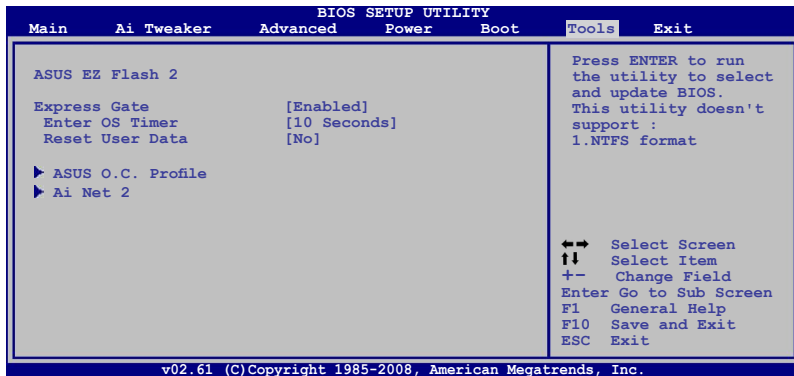 BIOS SETUP UTILITY
Main Ai Tweaker Advanced Power Boot Tools Exit
ASUS EZ Flash 2
Express Gate [Enabled]
Enter OS Timer [10 Seconds]
Reset User Data [No]
ASUS O.C. Profile
Ai Net 2
Press ENTER to run
the utility to select
and update BIOS.
This utility doesn't
support :
1.NTFS format
←→ Select Screen
↑↓ Select Item
+- Change Field
Enter Go to Sub Screen
F1 General Help
F10 Save and Exit
ESC Exit
v02.61 (C)Copyright 1985-2008, American Megatrends, Inc.